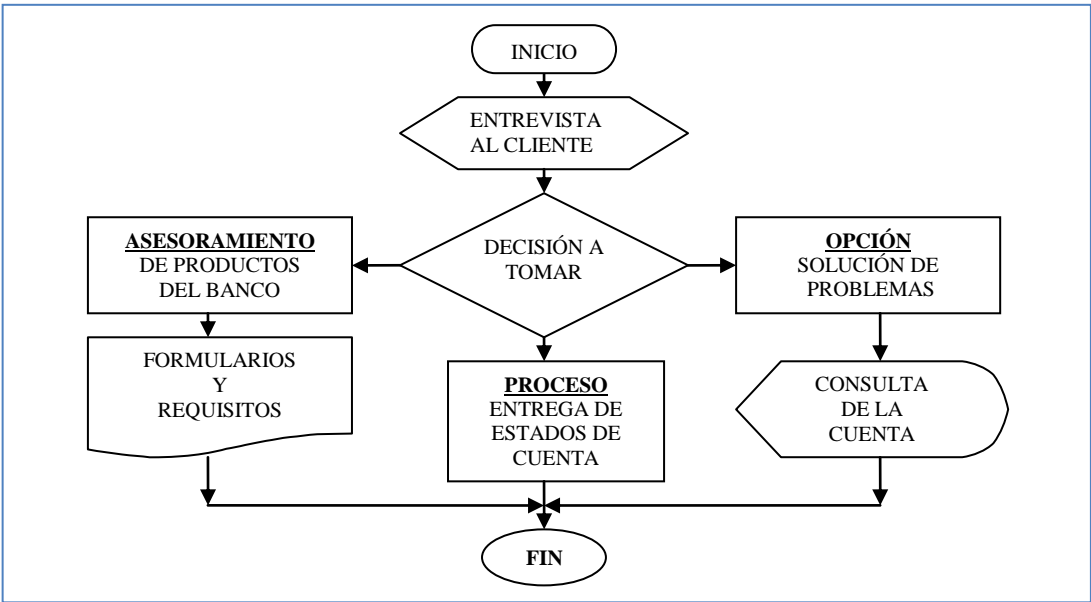 INICIO
ENTREVISTA
AL CLIENTE
DECISIÓN A
TOMAR
ASESORAMIENTO
DE PRODUCTOS
DEL BANCO
OPCIÓN
SOLUCIÓN DE
PROBLEMAS
FORMULARIOS
Y
REQUISITOS
PROCESO
ENTREGA DE
ESTADOS DE
CUENTA
CONSULTA
DE LA
CUENTA
FIN